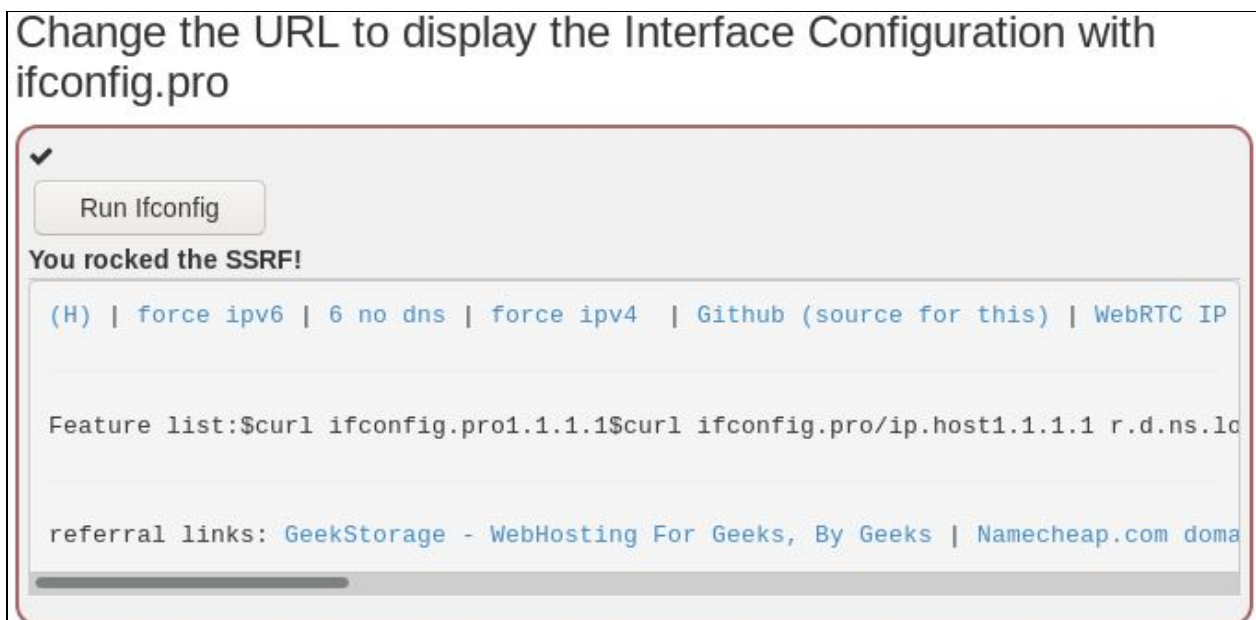 Change the URL to display the Interface Configuration with
ifconfig.pro
Run Ifconfig
You rocked the SSRF!
(H) | force ipv6 | 6 no dns | force ipv4 | Github (source for this) | WebRTC IP
Feature list:$curl ifconfig.pro1.1.1.1$curl ifconfig.pro/ip.host1.1.1.1 r.d.ns.lo
referral links: GeekStorage - WebHosting For Geeks, By Geeks | Namecheap.com doma